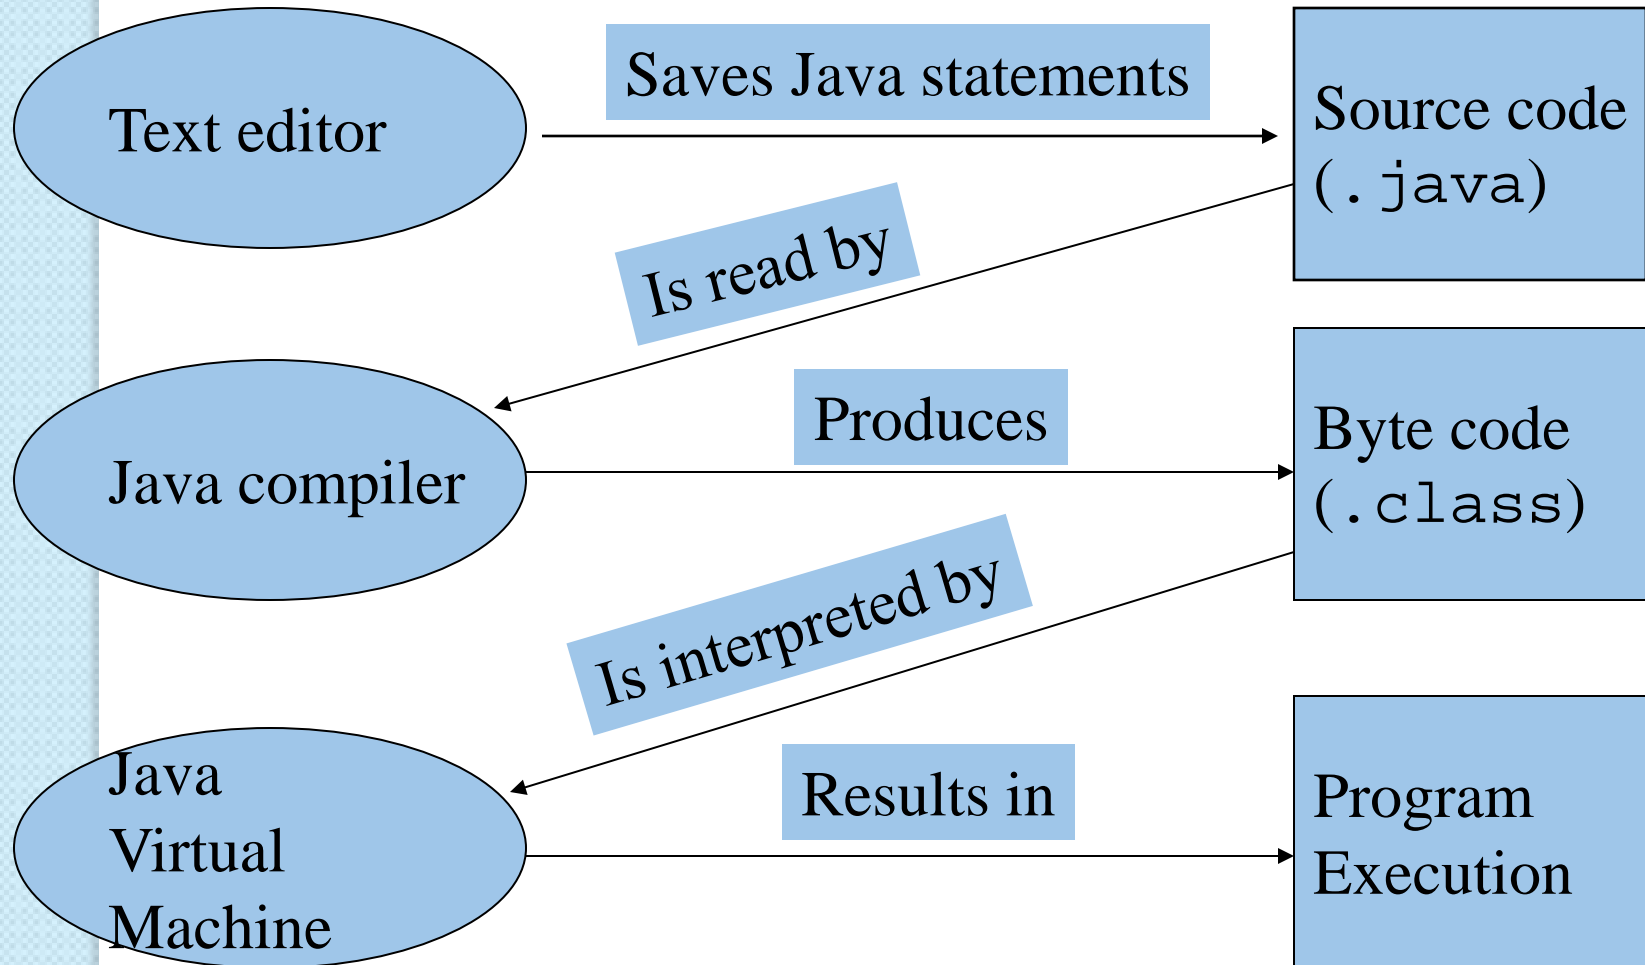 Text editor
Saves Java statements
Source code
(.java)
Is read by
Java compiler
Produces
Byte code
(.class)
Is interpreted by
Java
Virtual
Machine
Results in
Program
Execution